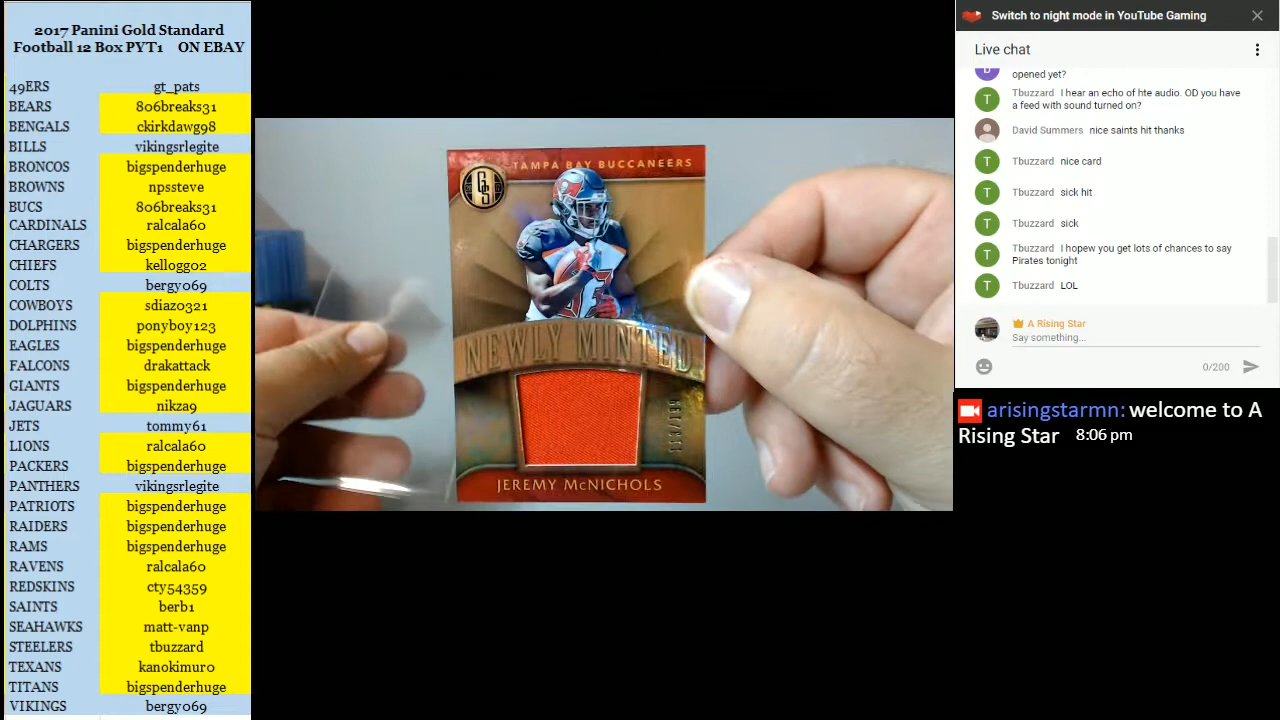 2017 Panini Gold Standard
Football 12 Box PYT1 ON EBAY
49ERS gt_pats
BEARS 806breaks31
BENGALS ckirkdawg98
BILLS vikingsrlegite
BRONCOS bigspenderhuge
BROWNS npssteve
BUCS 806breaks31
CARDINALS ralcala60
CHARGERS bigspenderhuge
CHIEFS kellogg02
COLTS bergy069
COWBOYS sdiaz0321
DOLPHINS ponyboy123
EAGLES bigspenderhuge
FALCONS drakattack
GIANTS bigspenderhuge
JAGUARS nikza9
JETS tommy61
LIONS ralcala60
PACKERS bigspenderhuge
PANTHERS vikingsrlegite
PATRIOTS bigspenderhuge
RAIDERS bigspenderhuge
RAMS bigspenderhuge
RAVENS ralcala60
REDSKINS cty54359
SAINTS berb1
SEAHAWKS matt-vanp
STEELERS tbuzzard
TEXANS kanokimuro
TITANS bigspenderhuge
VIKINGS bergy069
TAMPA BAY BUCCANEERS
GS
NEWLY MINTED
JEREMY McNICHOLS
Switch to night mode in YouTube Gaming
Live chat
opened yet?
Tbuzzard I hear an echo of hte audio. OD you have
a feed with sound turned on?
David Summers nice saints hit thanks
Tbuzzard nice card
Tbuzzard sick hit
Tbuzzard sick
Tbuzzard I hopew you get lots of chances to say
Pirates tonight
Tbuzzard LOL
A Rising Star
Say something...
0/200
arisingstarmn: welcome to A
Rising Star 8:06 pm